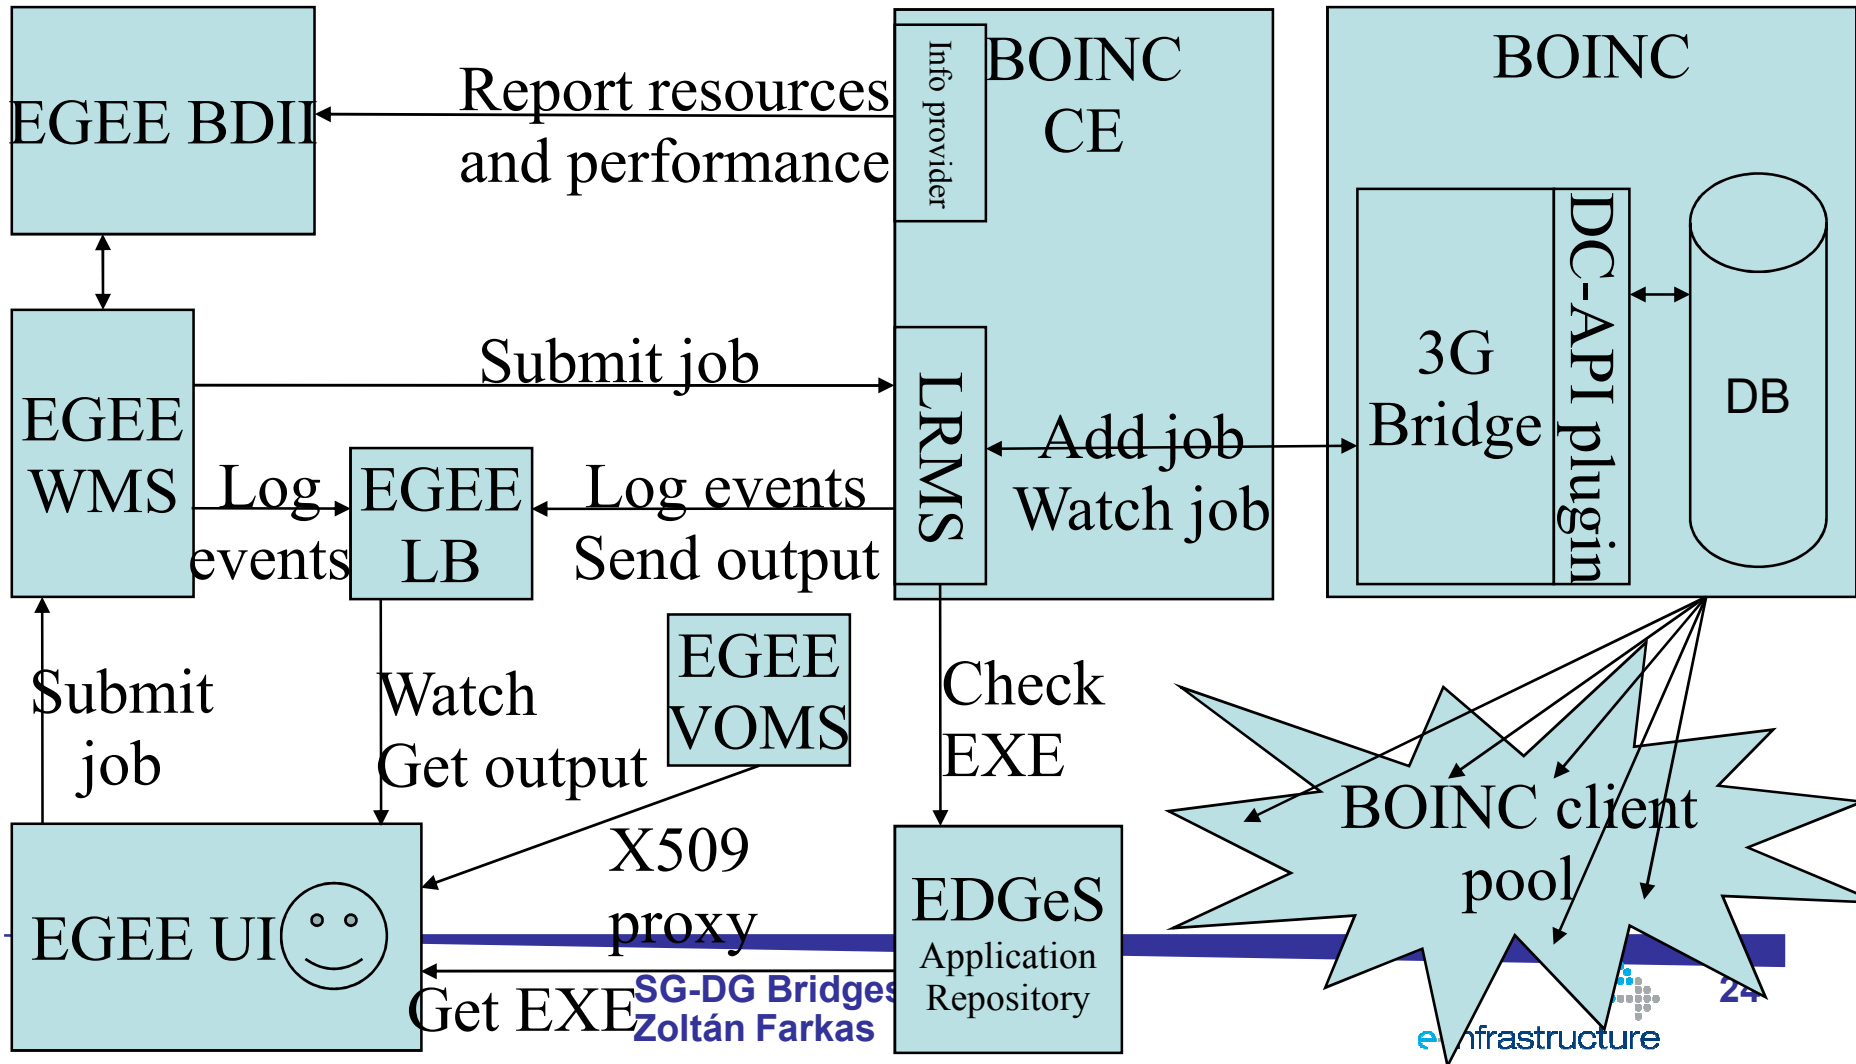 EGEE BDII
Report resources
and performance
Info provider
BOINC
CE
BOINC
EGEE
WMS
Submit job
LRMS
Add job
Watch job
3G
Bridge
DC-API plugin
DB
Log
events
EGEE
LB
Log events
Send output
Submit
job
Watch
Get output
EGEE
VOMS
Check
EXE
BOINC client
pool
X509
proxy
EGEE UI
EDGeS
Application
Repository
Get EXE
SG-DG Bridges
Zoltán Farkas
24
e-nfrastructure